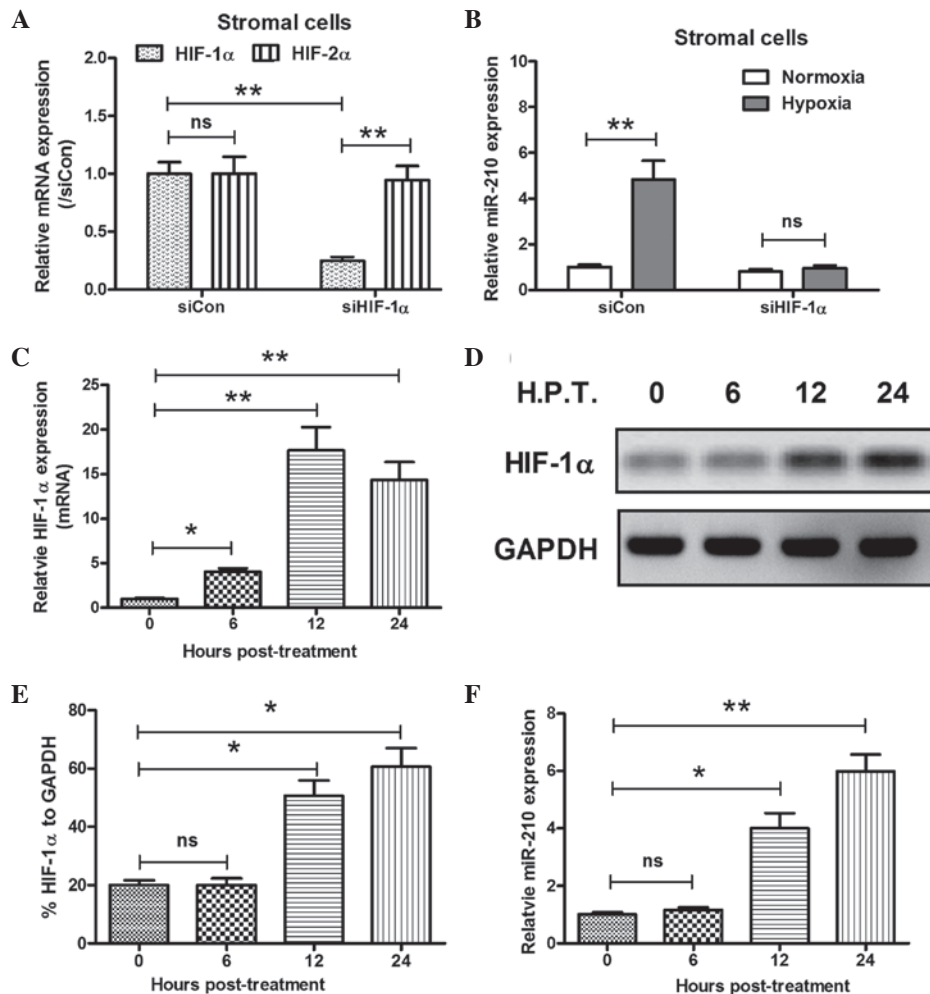 A
Stromal cells
HIF-1α HIF-2α
Relative mRNA expression
(/siCon)
2.0
1.5
1.0
0.5
0.0
**
ns
**
siCon siHIF-1α
B
Stromal cells
Normoxia
Hypoxia
Relative miR-210 expression
10
8
6
4
2
0
**
ns
siCon siHIF-1α
C
Relatvie HIF-1α expression
(mRNA)
25
20
15
10
5
0
**
**
*
0 6 12 24
Hours post-treatment
D
H.P.T. 0 6 12 24
HIF-1α
GAPDH
E
% HIF-1α to GAPDH
80
60
40
20
0
*
*
ns
0 6 12 24
Hours post-treatment
F
Relatvie miR-210 expression
8
6
4
2
0
**
*
ns
0 6 12 24
Hours post-treatment